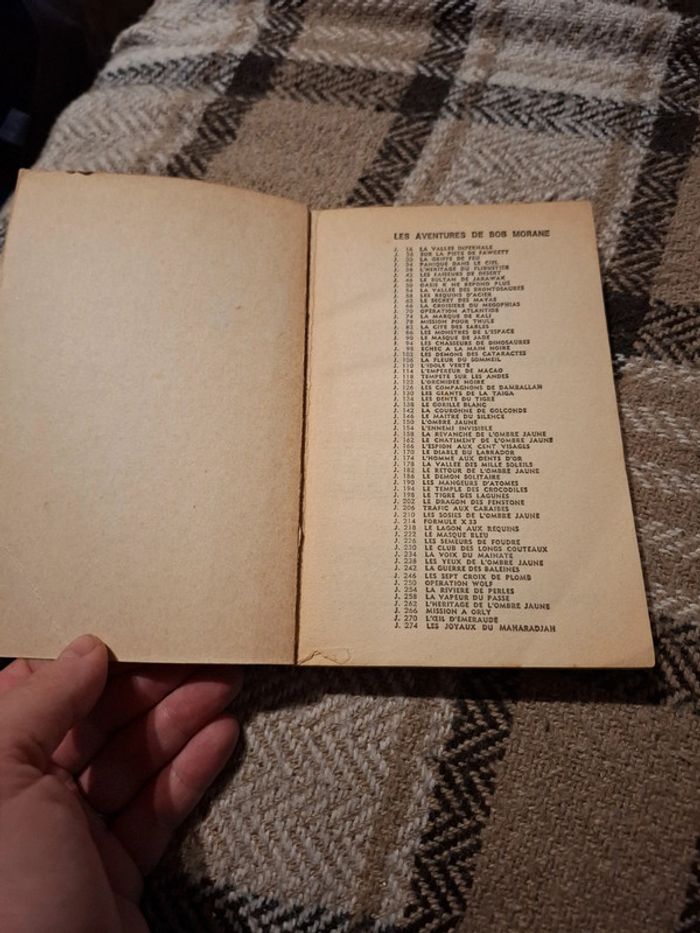 LES AVENTURES DE BOB MORANE
J. 16 LA VALLEE INFERNALE
SUR LA PISTE DE FAWCETT
LA GRIFFE DE FEU
J. 34 PANIQUE DANS LE CIEL
J. 38 L'HERITAGE DU FLIBUSTIER
J. 42 LES FAISEURS DE DESERT
J. 46 LE SULTAN DE JARAWAK
J. 50 OASIS K NE REPOND PLUS
J. 54 LA VALLEE DES BRONTOSAURES
J. 58 LES REQUINS D'ACIER
J. 62 LE SECRET DES MAYAS
J. 66 LA CROISIERE DU MEGOPHIAS
J. 70 OPERATION ATLANTIDE
J. 74 LA MARQUE DE KALI
J. 78 MISSION POUR THULE
J. 82 LA CITE DES SABLES
J. 86 LES MONSTRES DE L'ESPACE
J. 90 LE MASQUE DE JADE
J. 94 LES CHASSEURS DE DINOSAURES
J. 98 ECHEC A LA MAIN NOIRE
J. 102 LES DEMONS DES CATARACTES
J. 106 LA FLEUR DU SOMMEIL
J. 110 L'IDOLE VERTE
J. 114 L'EMPEREUR DE MACAO
J. 118 TEMPETE SUR LES ANDES
J. 122 L'ORCHIDEE NOIRE
J. 126 LES COMPAGNONS DE DAMBALLAH
J. 130 LES GEANTS DE LA TAIGA
J. 134 LES DENTS DU TIGRE
J. 138 LE GORILLE BLANC
J. 142 LA COURONNE DE GOLCONDE
J. 146 LE MAITRE DU SILENCE
J. 150 L'OMBRE JAUNE
J. 154 L'ENNEMI INVISIBLE
J. 158 LA REVANCHE DE L'OMBRE JAUNE
J. 162 LE CHATIMENT DE L'OMBRE JAUNE
J. 166 L'ESPION AUX CENT VISAGES
J. 170 LE DIABLE DU LABRADOR
J. 174 L'HOMME AUX DENTS D'OR
J. 178 LA VALLEE DES MILLE SOLEILS
J. 182 LE RETOUR DE L'OMBRE JAUNE
J. 186 LE DEMON SOLITAIRE
J. 190 LES MANGEURS D'ATOMES
J. 194 LE TEMPLE DES CROCODILES
J. 198 LE TIGRE DES LAGUNES
J. 202 LE DRAGON DES FENSTONE
J. 206 TRAFIC AUX CARAIBES
J. 210 LES SOSIES DE L'OMBRE JAUNE
J. 214 FORMULE X 33
J. 218 LE LAGON AUX REQUINS
J. 222 LE MASQUE BLEU
J. 226 LES SEMEURS DE FOUDRE
J. 230 LE CLUB DES LONGS COUTEAUX
J. 234 LA VOIX DU MAINATE
J. 238 LES YEUX DE L'OMBRE JAUNE
J. 242 LA GUERRE DES BALEINES
J. 246 LES SEPT CROIX DE PLOMB
J. 250 OPERATION WOLF
J. 254 LA RIVIERE DE PERLES
J. 258 LA VAPEUR DU PASSE
J. 262 L'HERITAGE DE L'OMBRE JAUNE
J. 266 MISSION A ORLY
J. 270 L'ŒIL D'EMERAUDE
J. 274 LES JOYAUX DU MAHARADJAH